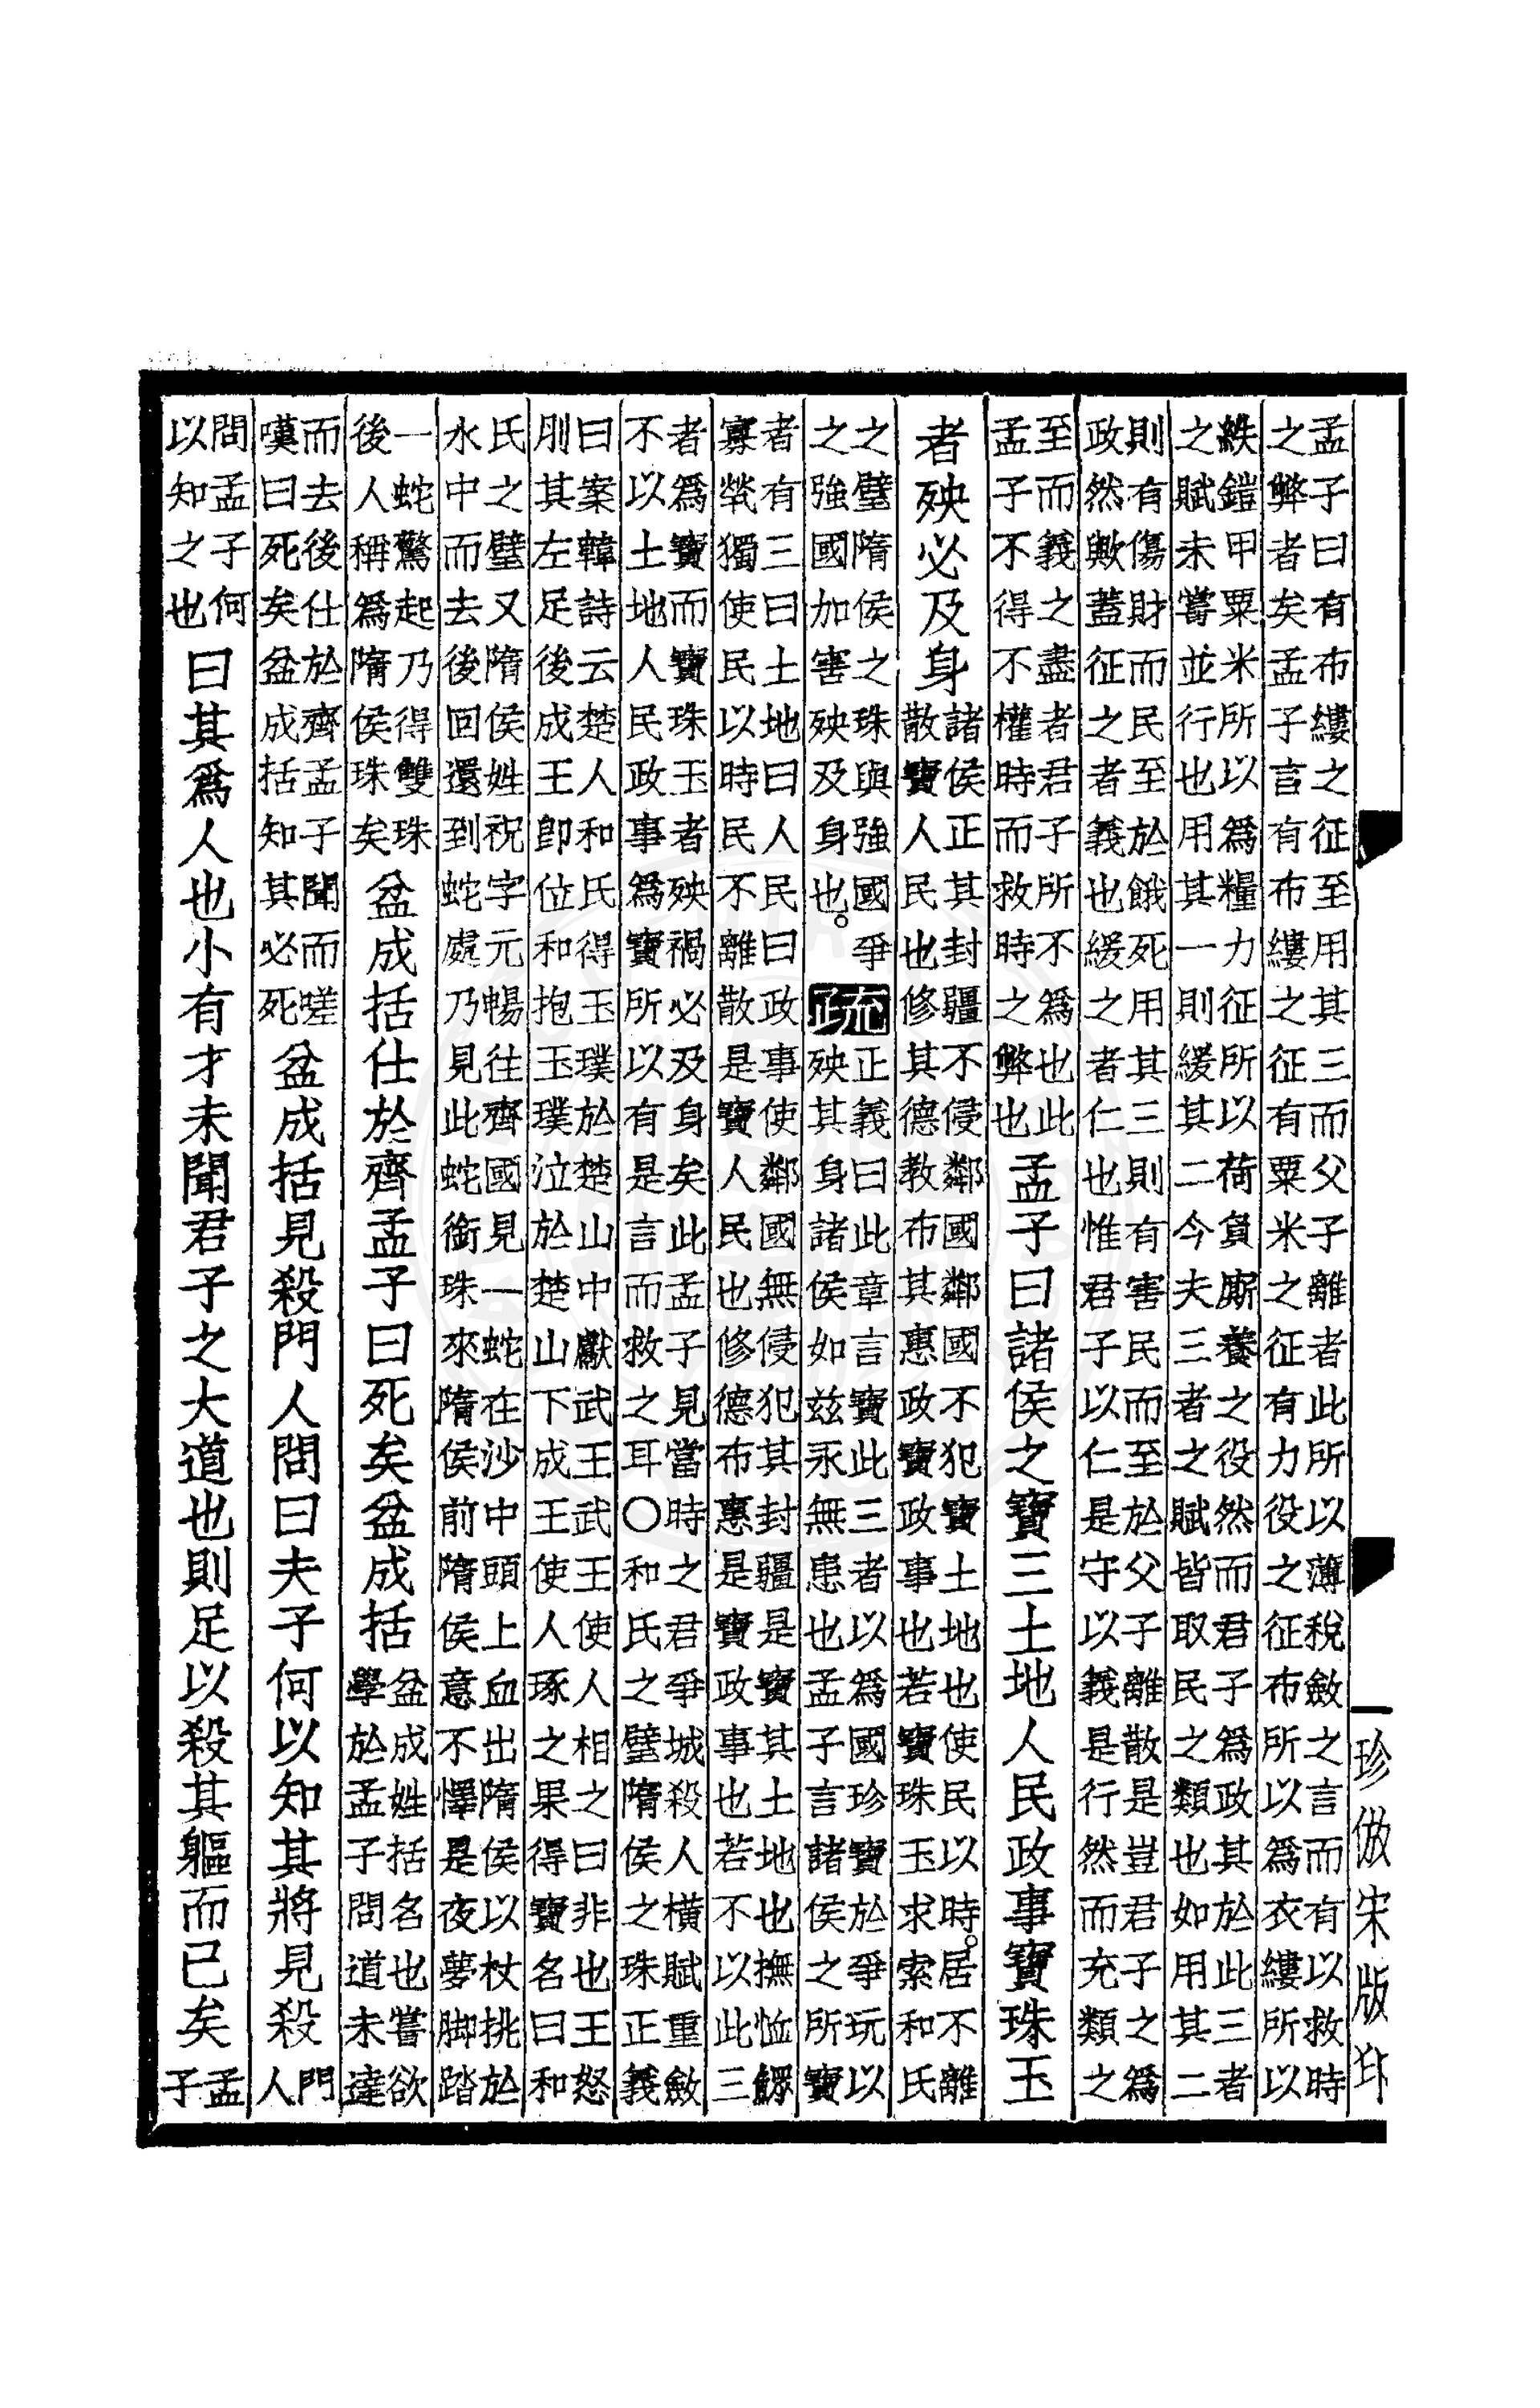 孟子曰有布縷之征至用其三而父子離者此所以薄稅斂之言而有以救時
之弊者矣孟子言有布縷之征有粟米之征有力役之征布所以爲衣縷所以
紩鎧甲粟米所以爲糧力征所以荷負廝養之役然而君子爲政其於此三者
之賦未嘗並行也用其一則緩其二今夫三者之賦皆取民之類也如用其二
則有傷財而民至於餓死用其三則有害民而至於父子離散是豈君子之爲
政然歟蓋征之者義也緩之者仁也惟君子以仁是守以義是行然而充類之
至而義之盡者君子所不爲也此
孟子不得不權時而救時之弊也
孟子曰諸侯之寶三土地人民政事寶珠玉
者殃必及身
諸侯正其封疆不侵鄰國鄰國不犯寶土地也使民以時居不離
散寶人民也修其德教布其惠政寶政事也若寶珠玉求索和氏
之璧隋侯之珠與強國爭
之強國加害殃及身也
疏
正義曰此章言寶此三者以爲國珍寶於爭玩以
殃其身諸侯如茲永無患也孟子言諸侯之所寶
者有三曰土地曰人民曰政事使鄰國無侵犯其封疆是寶其土地也撫恤鰥
寡煢獨使民以時民不離散是寶人民也修德布惠是寶政事也若不以此三
者爲寶而寶珠玉者殃禍必及身矣此孟子見當時之君爭城殺人橫賦重斂
不以土地人民政事爲寶所以有是言而救之耳〇和氏之璧隋侯之珠正義
曰案韓詩云楚人和氏得玉璞於楚山中獻武王武王使人相之曰非也王怒
刖其左足後成王卽位和抱玉璞泣於楚山下成王使人琢之果得寶名曰和
氏之璧又隋侯姓祝字元暢往齊國見一蛇在沙中頭上血出隋侯以杖挑於
水中而去後回還到蛇處乃見此蛇銜珠來隋侯前隋侯意不懌是夜夢脚踏
一蛇驚起乃得雙珠
後人稱爲隋侯珠矣
盆成括仕於齊孟子曰死矣盆成括
盆成姓括名也嘗欲
學於孟子問道未達
而去後仕於齊孟子聞而嗟
嘆曰死矣盆成括知其必死
盆成括見殺門人問曰夫子何以知其將見殺
門
人
問孟子何
以知之也
曰其爲人也小有才未聞君子之大道也則足以殺其軀而已矣
孟
子
珍倣宋版印